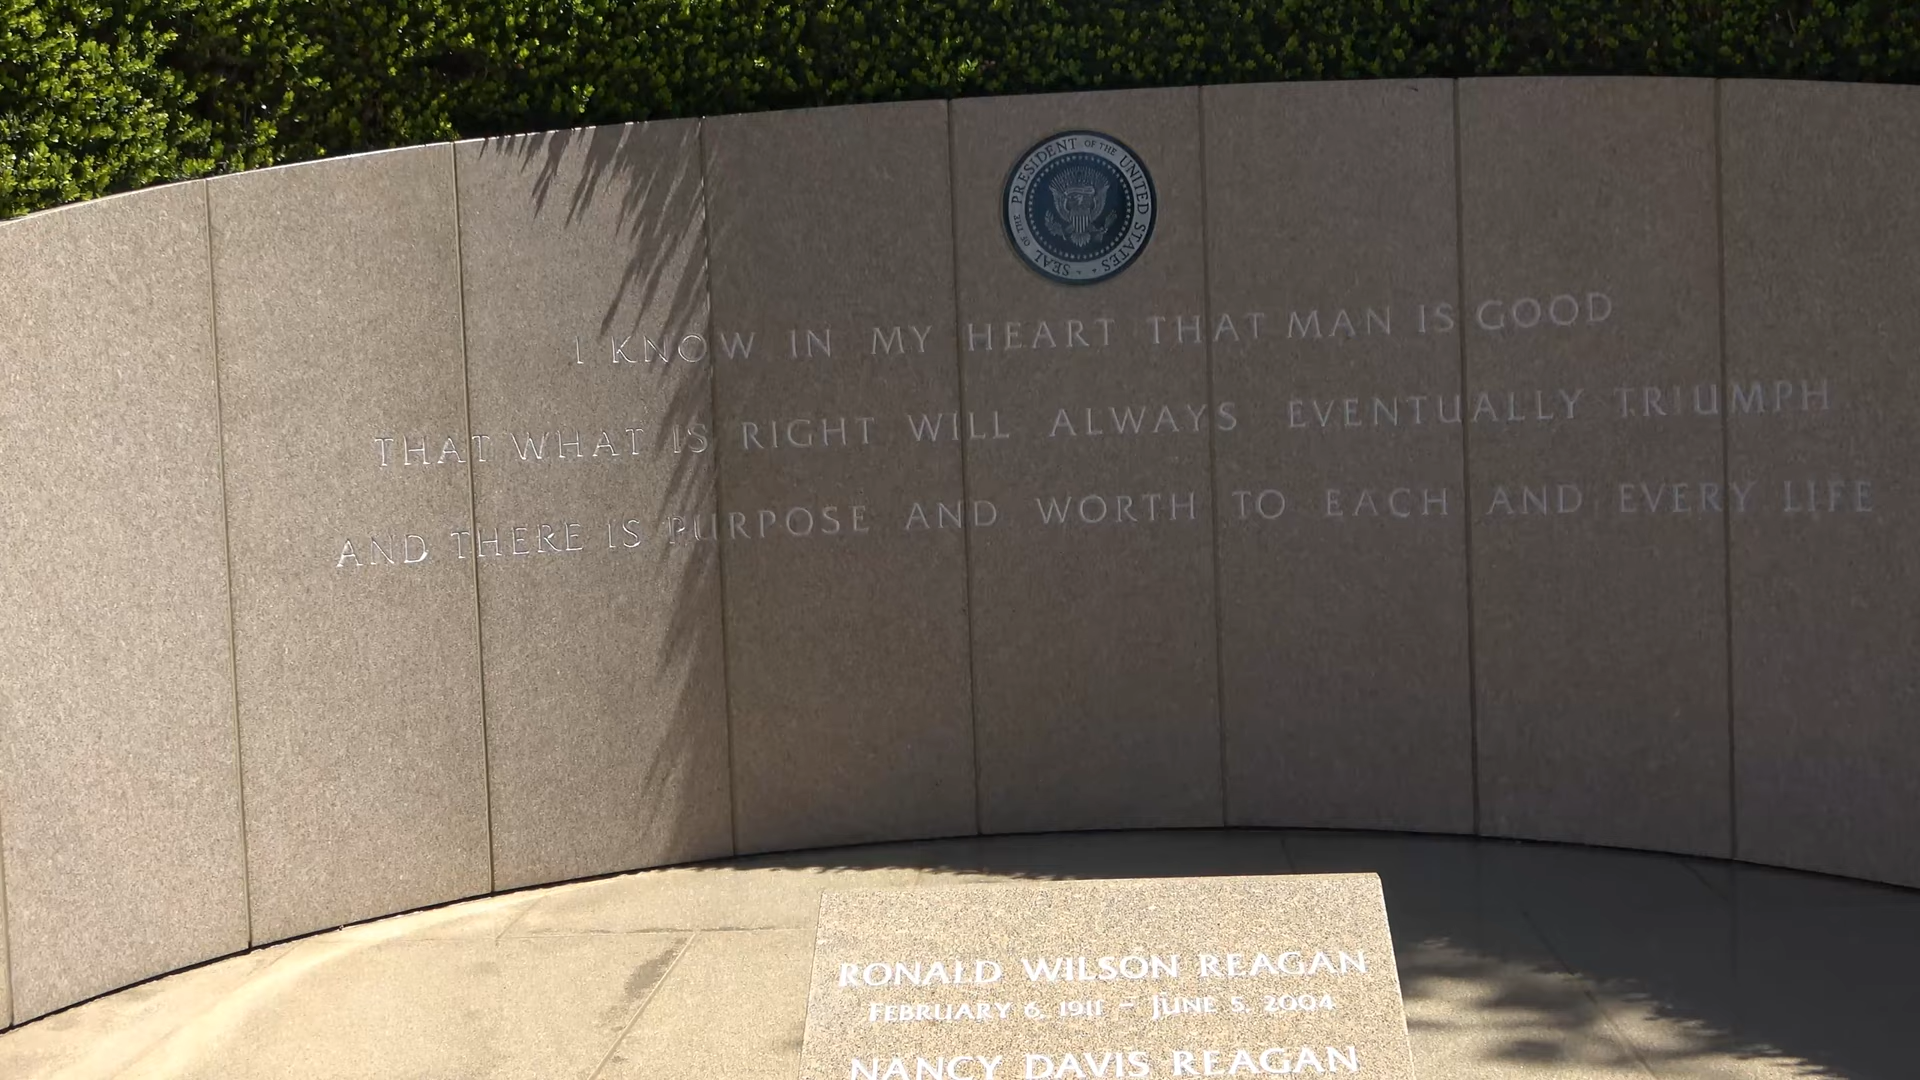 SEAL OF THE PRESIDENT OF THE UNITED STATES
I KNOW IN MY HEART THAT MAN IS GOOD
THAT WHAT IS RIGHT WILL ALWAYS EVENTUALLY TRIUMPH
AND THERE IS PURPOSE AND WORTH TO EACH AND EVERY LIFE
RONALD WILSON REAGAN
FEBRUARY 6, 1911 - JUNE 5, 2004
NANCY DAVIS REAGAN